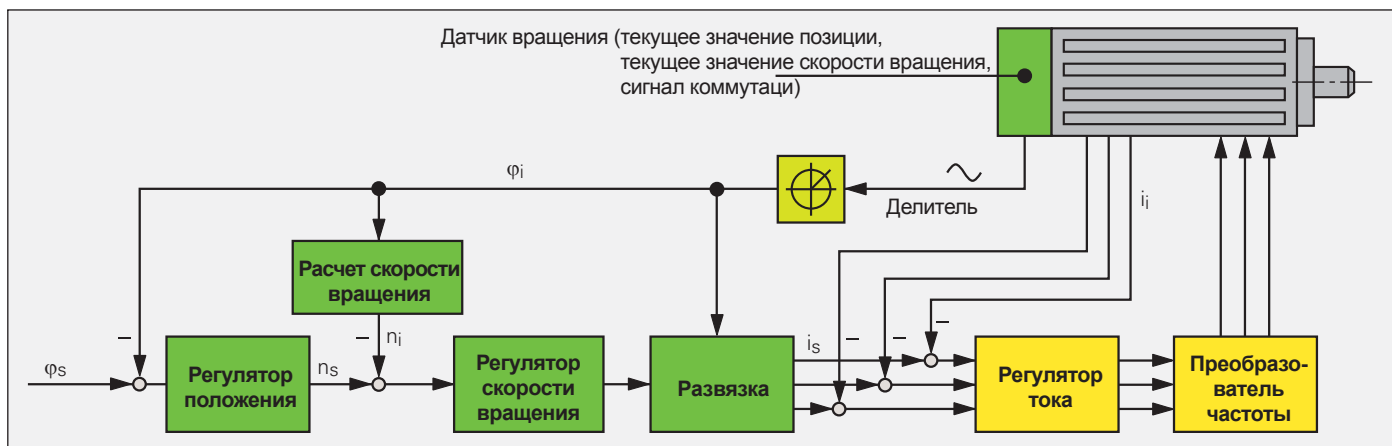 Датчик вращения (текущее значение позиции,
текущее значение скорости вращения,
сигнал коммутаци)
φi
Делитель
ii
Расчет скорости
вращения
–
–
ni
is
–
–
–
φs
Регулятор
положения
ns
Регулятор
скорости
вращения
Развязка
Регулятор
тока
Преобразо-
ватель
частоты